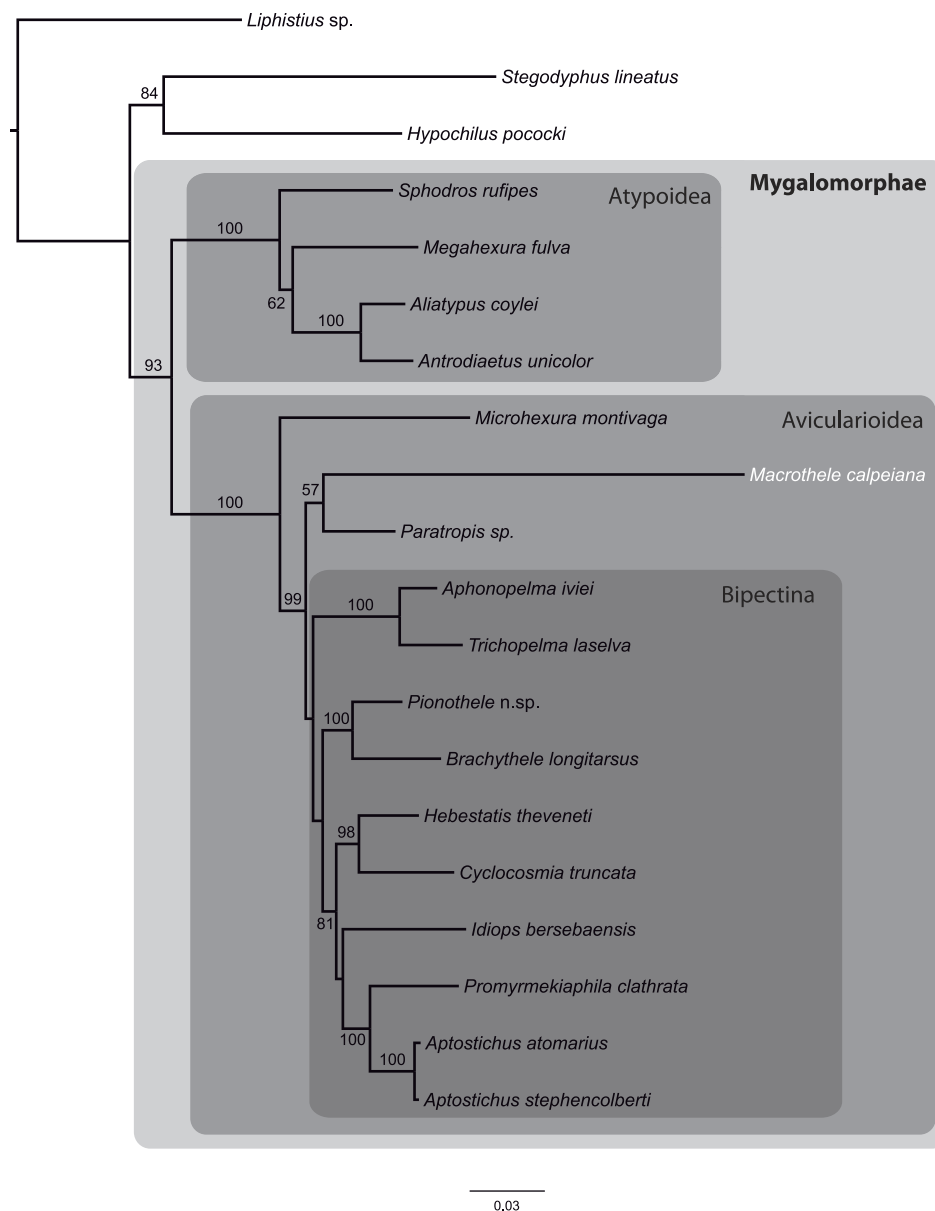 Liphistius sp.
Stegodyphus lineatus
84
Hypochilus pococki
Mygalomorphae
Sphodros rufipes
Atypoidea
100
Megahexura fulva
62
Aliatypus coylei
100
Antrodiaetus unicolor
93
Microhexura montivaga
Avicularioidea
Macrothele calpeiana
57
100
Paratropis sp.
Aphonopelma iviei
Bipectina
99
100
Trichopelma laselva
Pionothele n.sp.
100
Brachythele longitarsus
Hebestatis theveneti
98
Cyclocosmia truncata
81
Idiops bersebaensis
Promyrmekiaphila clathrata
100
Aptostichus atomarius
100
Aptostichus stephencolberti
0.03